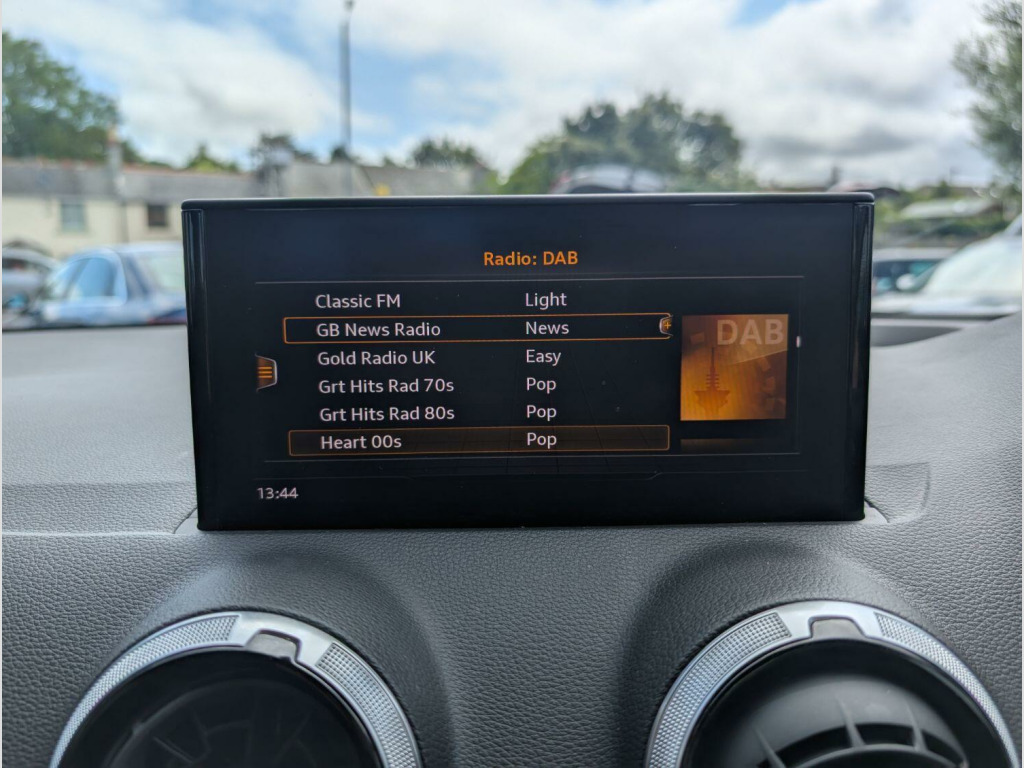 Radio: DAB
Classic FM Light
GB News Radio News
Gold Radio UK Easy
Grt Hits Rad 70s Pop
Grt Hits Rad 80s Pop
Heart 00s Pop
DAB
13:44